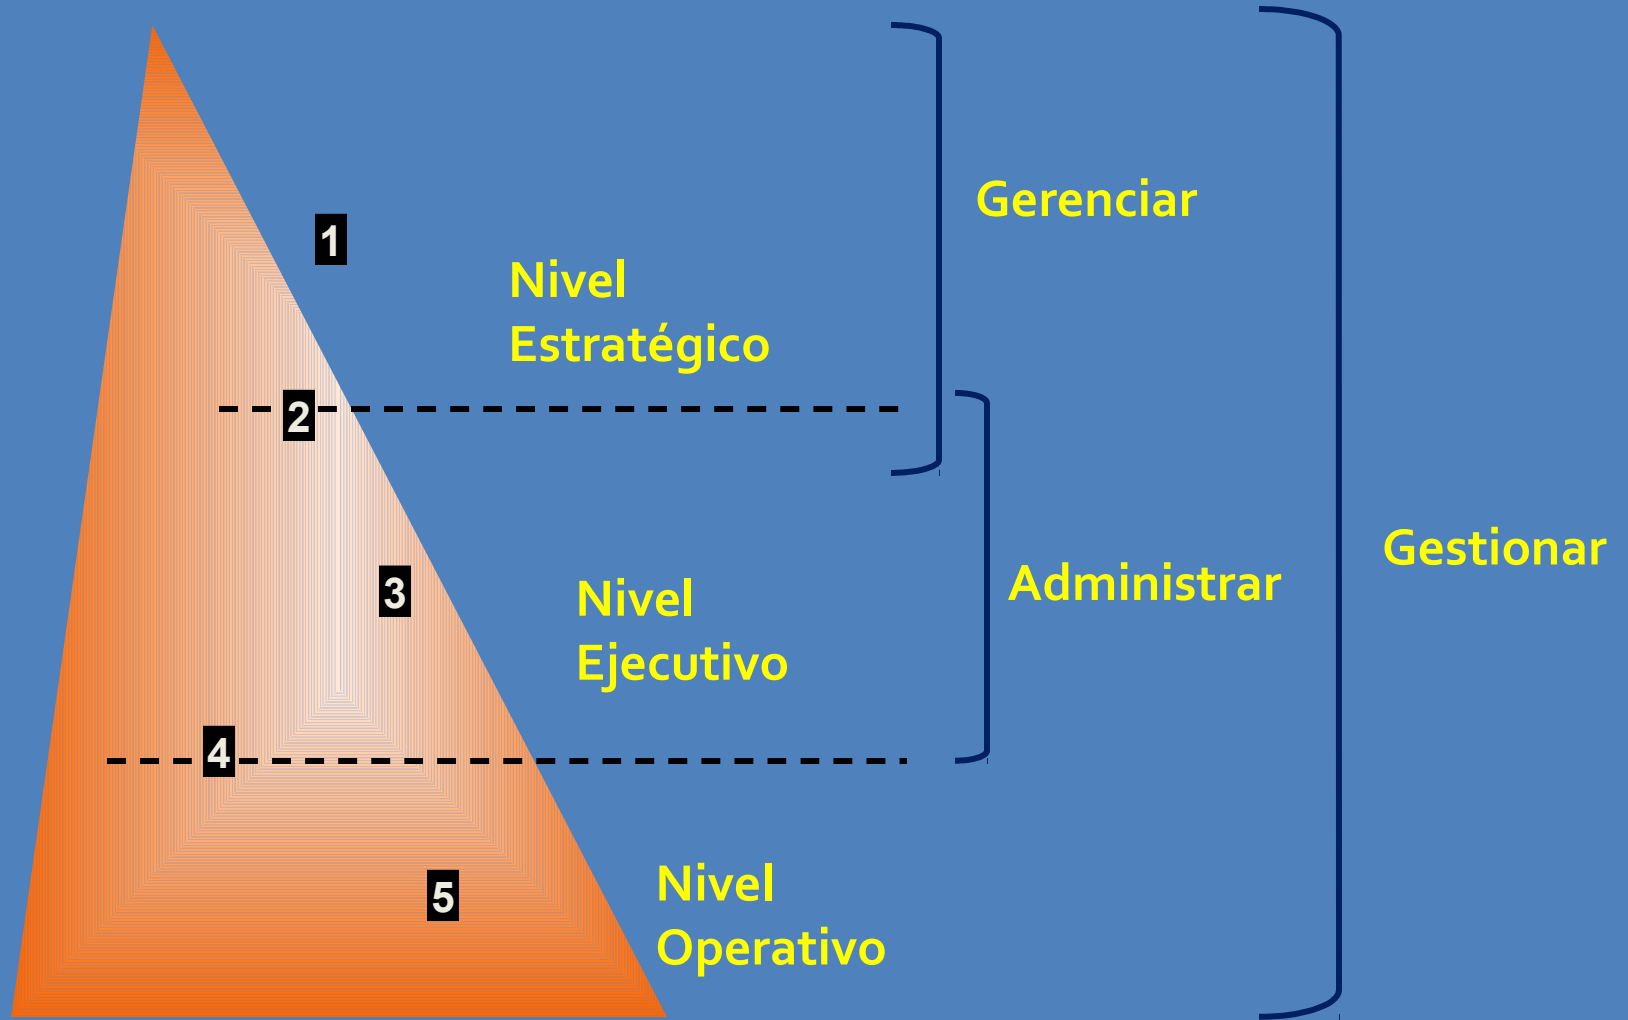 Gerenciar
1
Nivel
Estratégico
2
Gestionar
Administrar
3
Nivel
Ejecutivo
4
5
Nivel
Operativo